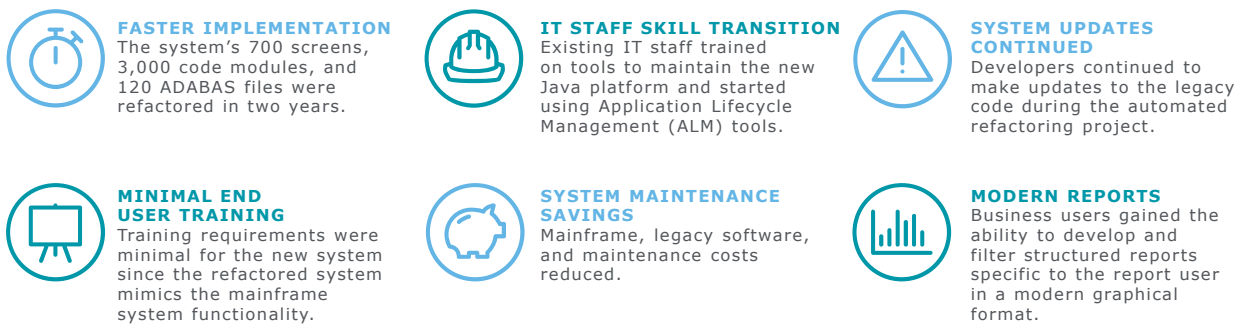 FASTER IMPLEMENTATION
The system's 700 screens,
3,000 code modules, and
120 ADABAS files were
refactored in two years.
IT STAFF SKILL TRANSITION
Existing IT staff trained
on tools to maintain the new
Java platform and started
using Application Lifecycle
Management (ALM) tools.
SYSTEM UPDATES
CONTINUED
Developers continued to
make updates to the legacy
code during the automated
refactoring project.
MINIMAL END
USER TRAINING
Training requirements were
minimal for the new system
since the refactored system
mimics the mainframe
system functionality.
SYSTEM MAINTENANCE
SAVINGS
Mainframe, legacy software,
and maintenance costs
reduced.
MODERN REPORTS
Business users gained the
ability to develop and
filter structured reports
specific to the report user
in a modern graphical
format.